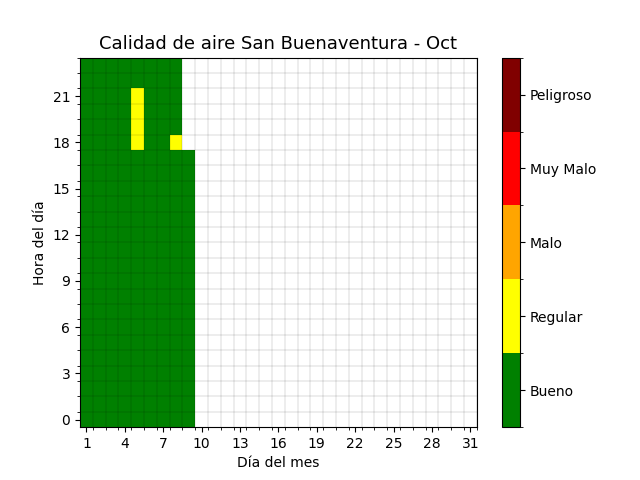 Calidad de aire San Buenaventura - Oct
Hora del día
21
18
15
12
9
6
3
0
1 4 7 10 13 16 19 22 25 28 31
Día del mes
Peligroso
Muy Malo
Malo
Regular
Bueno